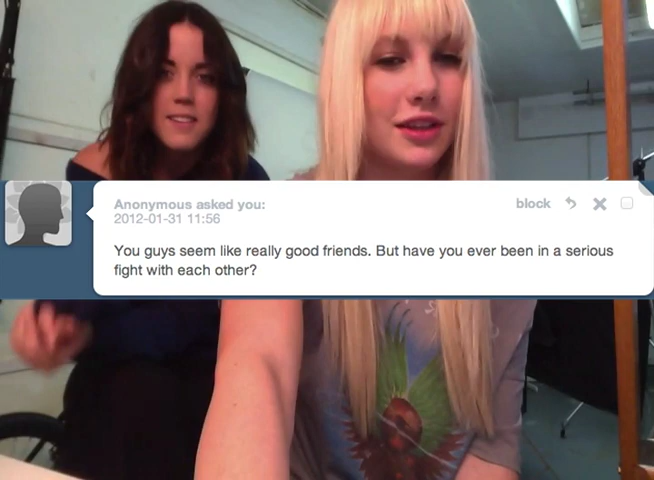 Anonymous asked you:
block
2012-01-31 11:56
You guys seem like really good friends. But have you ever been in a serious
fight with each other?